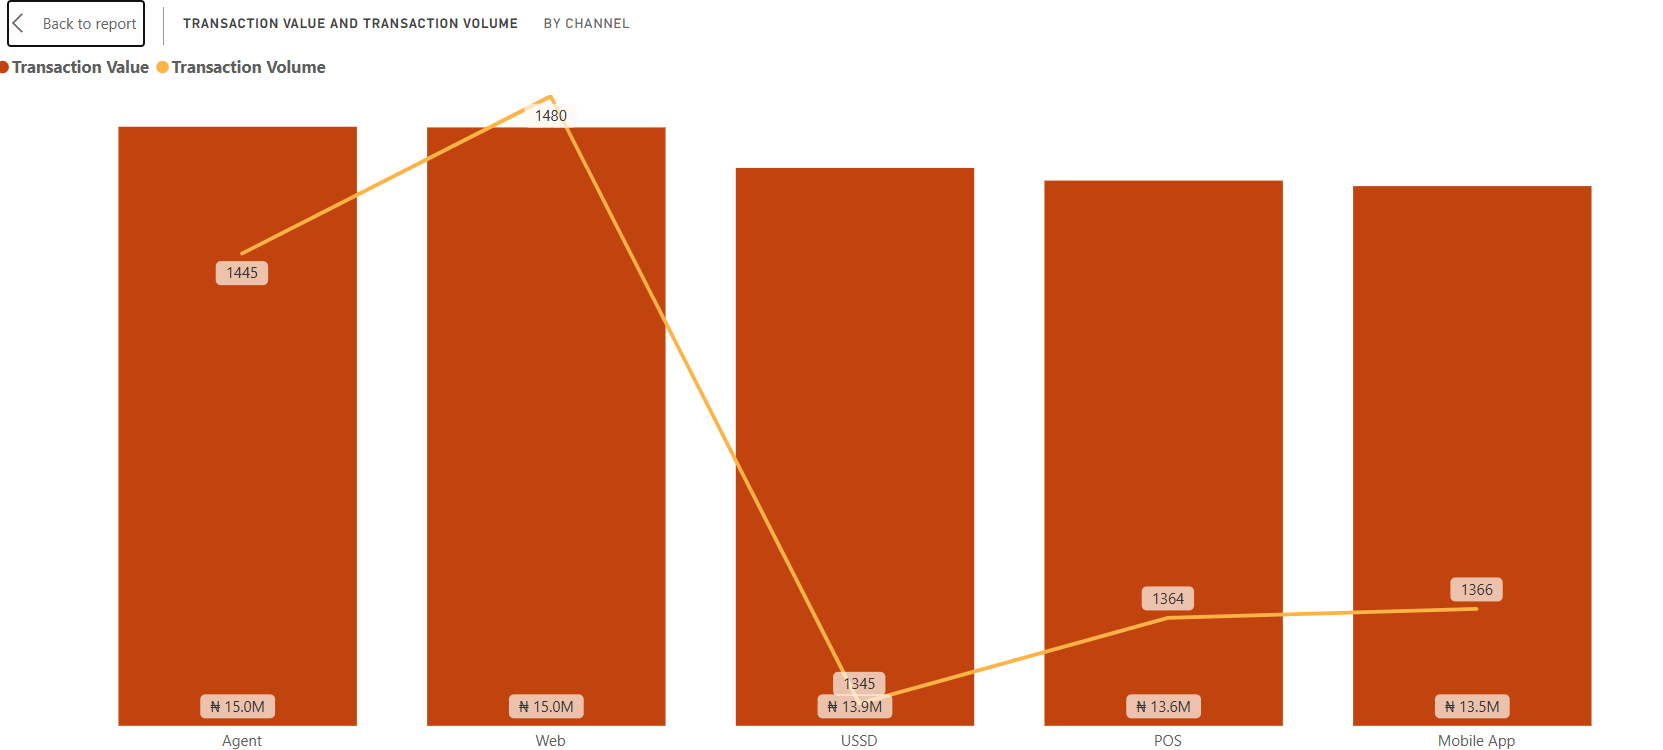 Back to report
TRANSACTION VALUE AND TRANSACTION VOLUME BY CHANNEL
Transaction Value Transaction Volume
1480
1445
1366
1364
1345
₦ 15.0M ₦ 15.0M ₦ 13.9M ₦ 13.6M ₦ 13.5M
Agent Web USSD POS Mobile App